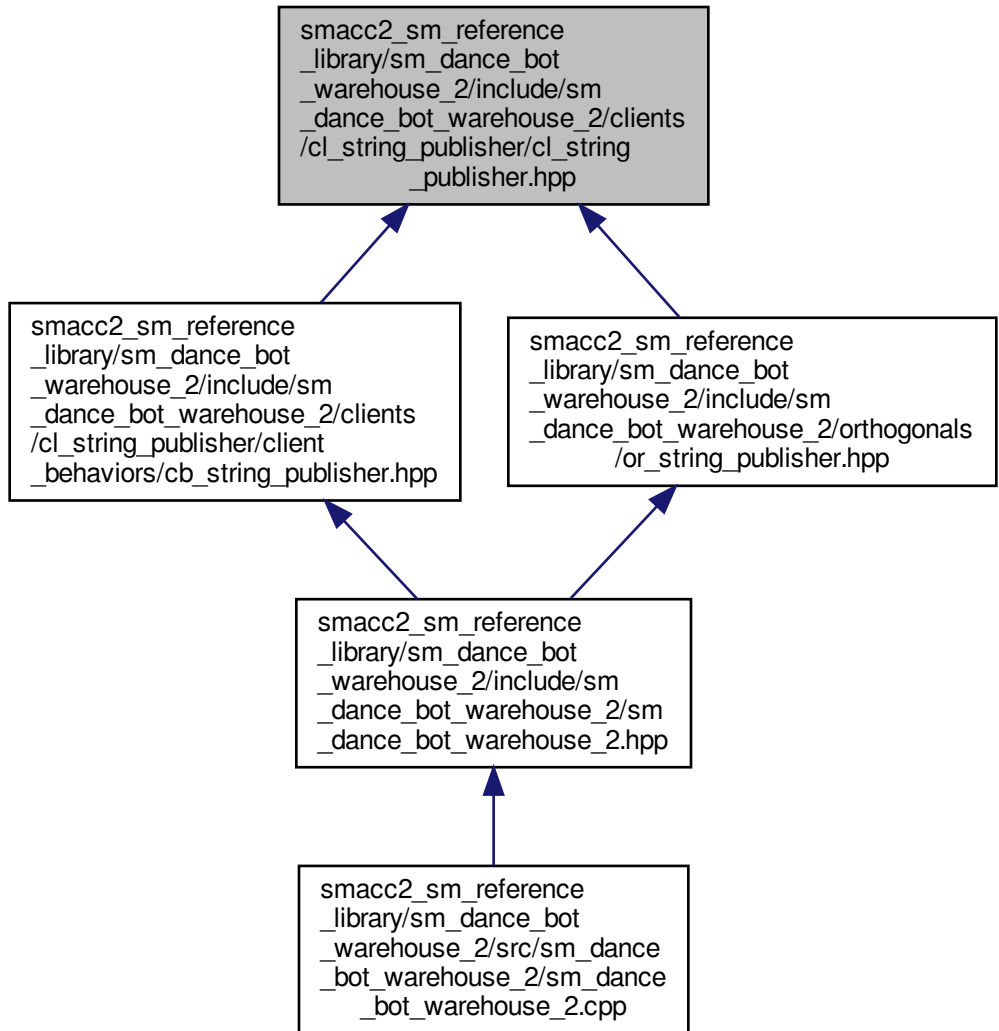 smacc2_sm_reference
_library/sm_dance_bot
_warehouse_2/include/sm
_dance_bot_warehouse_2/clients
/cl_string_publisher/cl_string
_publisher.hpp
smacc2_sm_reference
_library/sm_dance_bot
_warehouse_2/include/sm
_dance_bot_warehouse_2/clients
/cl_string_publisher/client
_behaviors/cb_string_publisher.hpp
smacc2_sm_reference
_library/sm_dance_bot
_warehouse_2/include/sm
_dance_bot_warehouse_2/orthogonals
/or_string_publisher.hpp
smacc2_sm_reference
_library/sm_dance_bot
_warehouse_2/include/sm
_dance_bot_warehouse_2/sm
_dance_bot_warehouse_2.hpp
smacc2_sm_reference
_library/sm_dance_bot
_warehouse_2/src/sm_dance
_bot_warehouse_2/sm_dance
_bot_warehouse_2.cpp